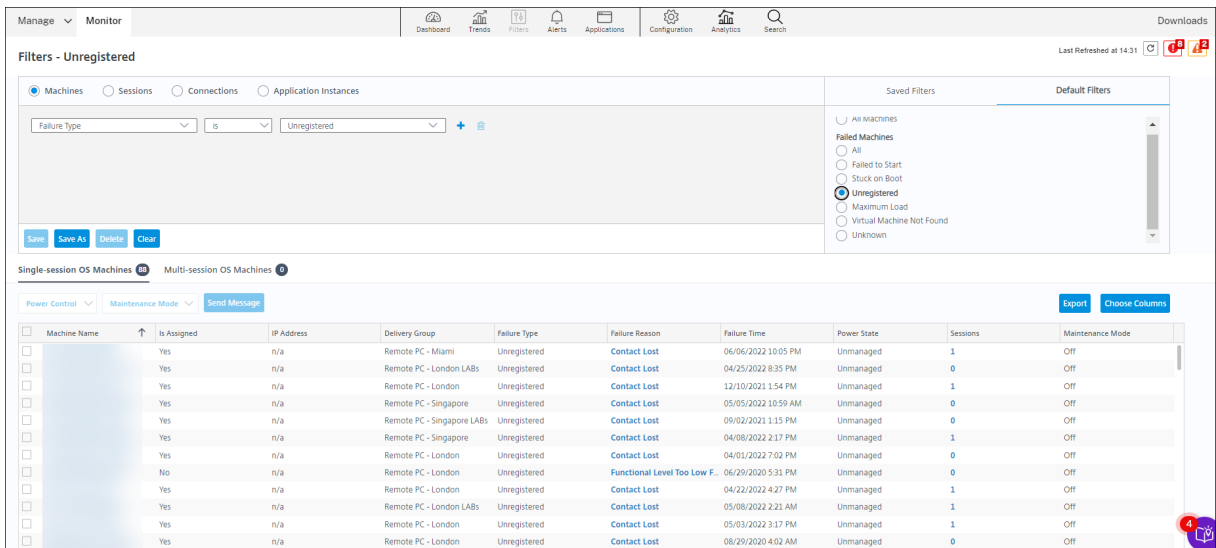 Manage Monitor Dashboard Trends Filters Alerts Applications Configuration Analytics Search Downloads
Filters - Unregistered Last Refreshed at 14:31 8 2
Machines Sessions Connections Application Instances Saved Filters Default Filters
Failure Type is Unregistered
All Machines
Failed Machines
All
Failed to Start
Stuck on Boot
Unregistered
Maximum Load
Virtual Machine Not Found
Unknown
Save Save As Delete Clear
Single-session OS Machines 88 Multi-session OS Machines 0
Power Control Maintenance Mode Send Message Export Choose Columns
Machine Name Is Assigned IP Address Delivery Group Failure Type Failure Reason Failure Time Power State Sessions Maintenance Mode
Yes n/a Remote PC - Miami Unregistered Contact Lost 06/06/2022 10:05 PM Unmanaged 1 Off
Yes n/a Remote PC - London LABs Unregistered Contact Lost 04/25/2022 8:35 PM Unmanaged 0 Off
Yes n/a Remote PC - London Unregistered Contact Lost 12/10/2021 1:54 PM Unmanaged 1 Off
Yes n/a Remote PC - Singapore Unregistered Contact Lost 05/05/2022 10:59 AM Unmanaged 0 Off
Yes n/a Remote PC - Singapore LABs Unregistered Contact Lost 09/02/2021 1:15 PM Unmanaged 0 Off
Yes n/a Remote PC - Singapore Unregistered Contact Lost 04/08/2022 2:17 PM Unmanaged 1 Off
Yes n/a Remote PC - London Unregistered Contact Lost 04/01/2022 7:02 PM Unmanaged 0 Off
No n/a Remote PC - London Unregistered Functional Level Too Low F... 06/29/2020 5:31 PM Unmanaged 0 Off
Yes n/a Remote PC - London Unregistered Contact Lost 04/22/2022 4:27 PM Unmanaged 1 Off
Yes n/a Remote PC - London LABs Unregistered Contact Lost 05/08/2022 2:21 AM Unmanaged 1 Off
Yes n/a Remote PC - London Unregistered Contact Lost 05/03/2022 3:17 PM Unmanaged 1 Off
Yes n/a Remote PC - London Unregistered Contact Lost 08/29/2020 4:02 AM Unmanaged 0 Off
4